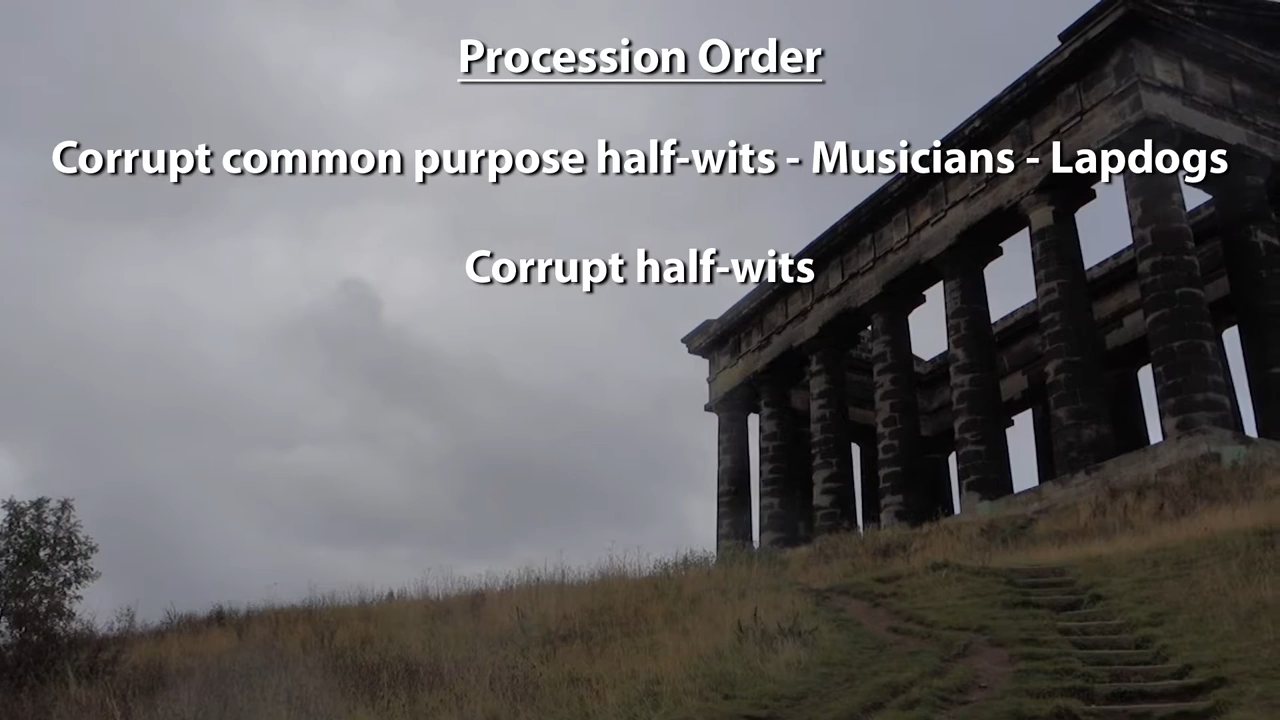 Procession Order
Corrupt common purpose half-wits - Musicians - Lapdogs
Corrupt half-wits